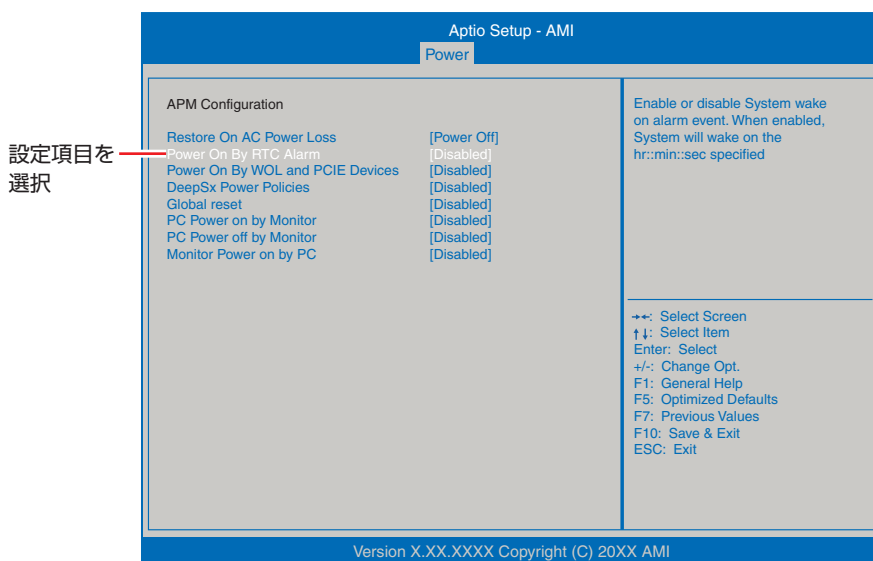 Aptio Setup - AMI
Power
設定項目を
選択
APM Configuration
Restore On AC Power Loss [Power Off]
Power On By RTC Alarm [Disabled]
Power On By WOL and PCIE Devices [Disabled]
DeepSx Power Policies [Disabled]
Global reset [Disabled]
PC Power on by Monitor [Disabled]
PC Power off by Monitor [Disabled]
Monitor Power on by PC [Disabled]
Enable or disable System wake
on alarm event. When enabled,
System will wake on the
hr::min::sec specified
→←: Select Screen
↑↓: Select Item
Enter: Select
+/-: Change Opt.
F1: General Help
F5: Optimized Defaults
F7: Previous Values
F10: Save & Exit
ESC: Exit
Version X.XX.XXXX Copyright (C) 20XX AMI